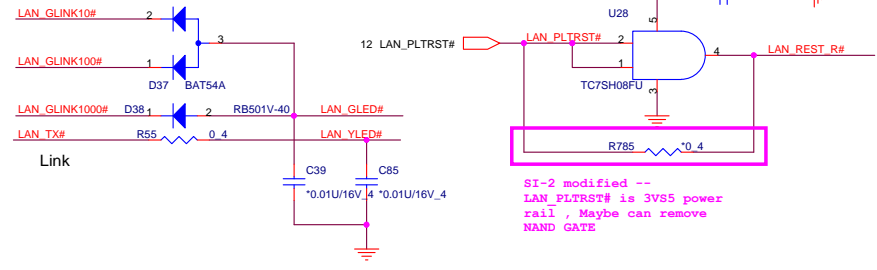 LAN_GLINK10#
2
3
LAN_GLINK100#
1
D37
BAT54A
LAN_GLINK1000#
D38
1
2
RB501V-40
LAN_GLED#
LAN_TX#
R55
0_4
LAN_YLED#
Link
C39
*0.01U/16V_4
C85
*0.01U/16V_4
U28
5
12 LAN_PLTRST#
LAN_PLTRST#
2
1
4
LAN_REST_R#
TC7SH08FU
3
R785
*0_4
SI-2 modified --
LAN_PLTRST# is 3VS5 power
rail , Maybe can remove
NAND GATE